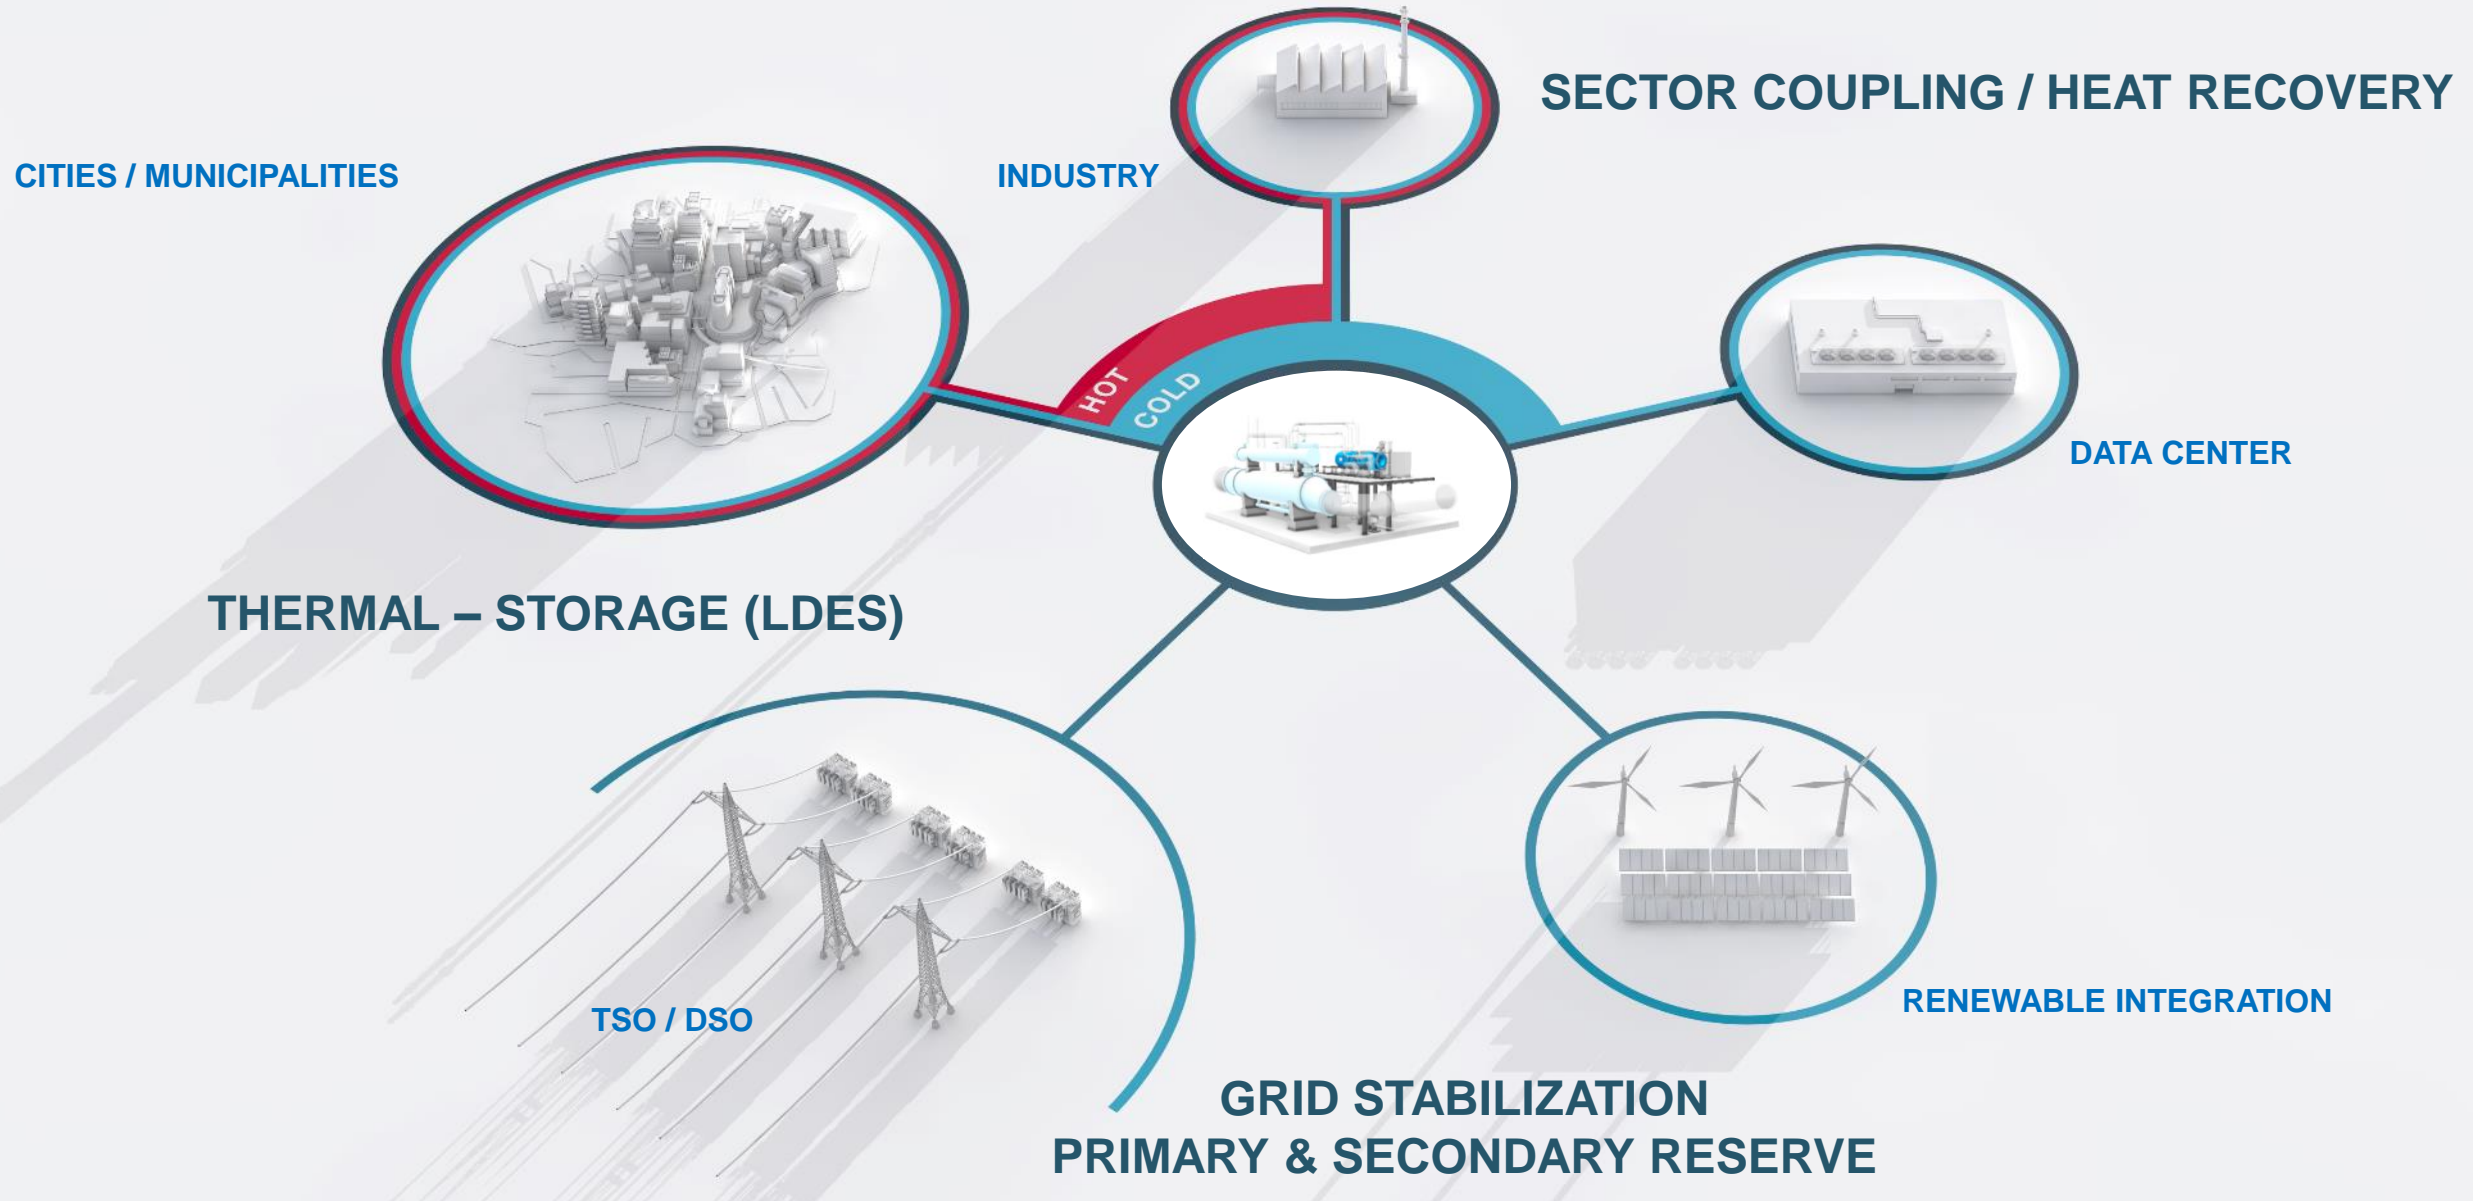 SECTOR COUPLING / HEAT RECOVERY
CITIES / MUNICIPALITIES
INDUSTRY
HOT
COLD
DATA CENTER
THERMAL – STORAGE (LDES)
TSO / DSO
RENEWABLE INTEGRATION
GRID STABILIZATION
PRIMARY & SECONDARY RESERVE